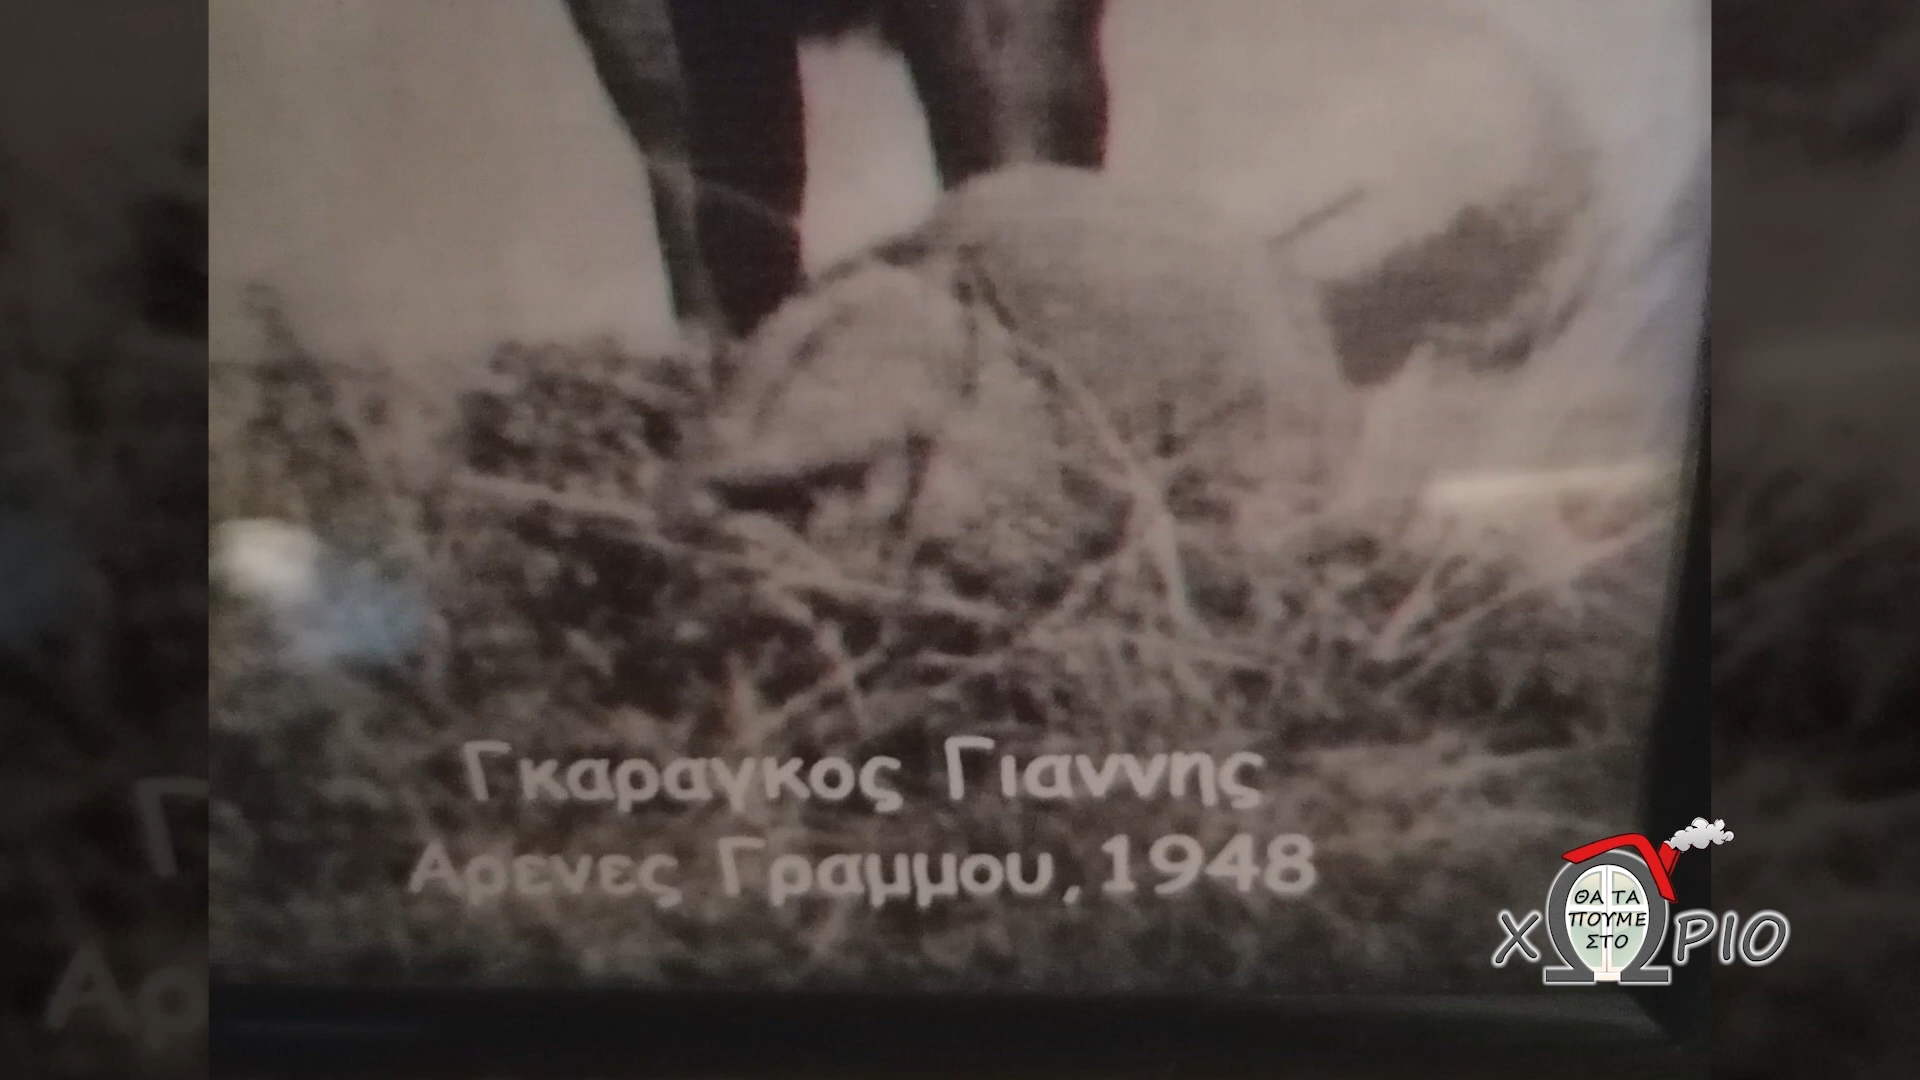 Γκαραγκος Γιαννης
Αρενες Γραμμου, 1948
ΘΑ ΤΑ
ΠΟΥΜΕ
ΣΤΟ
ΧΩΡΙΟ